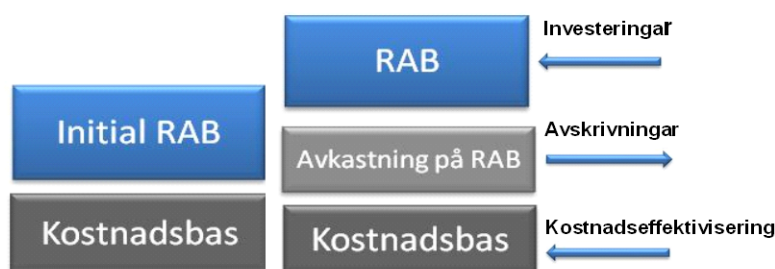 Investeringar
RAB
Initial RAB
Avskrivningar
Avkastning på RAB
Kostnadsbas
Kostnadsbas
Kostnadseffektivisering